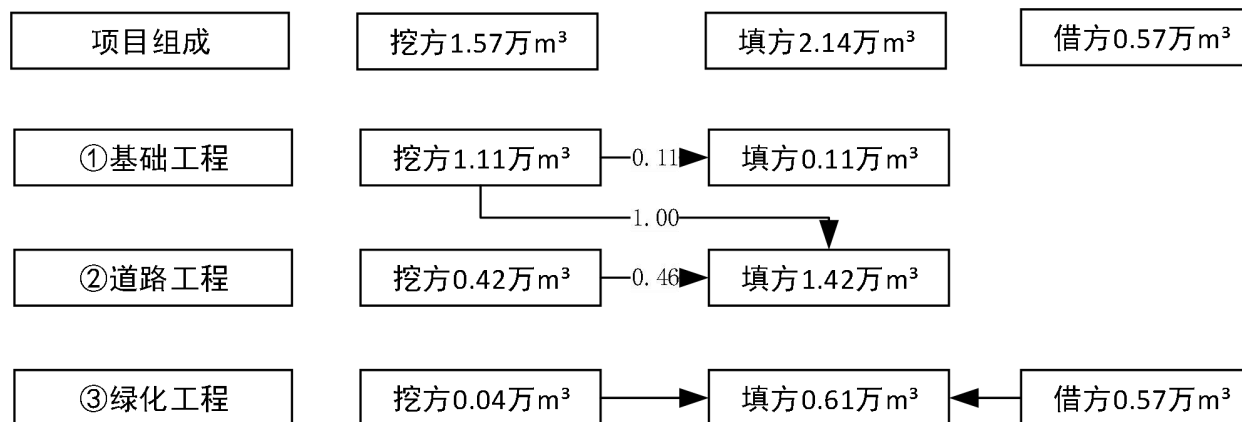 项目组成 挖方1.57万m³ 填方2.14万m³ 借方0.57万m³
①基础工程 挖方1.11万m³ 0.11 填方0.11万m³
1.00
②道路工程 挖方0.42万m³ 0.46 填方1.42万m³
③绿化工程 挖方0.04万m³ 填方0.61万m³ 借方0.57万m³